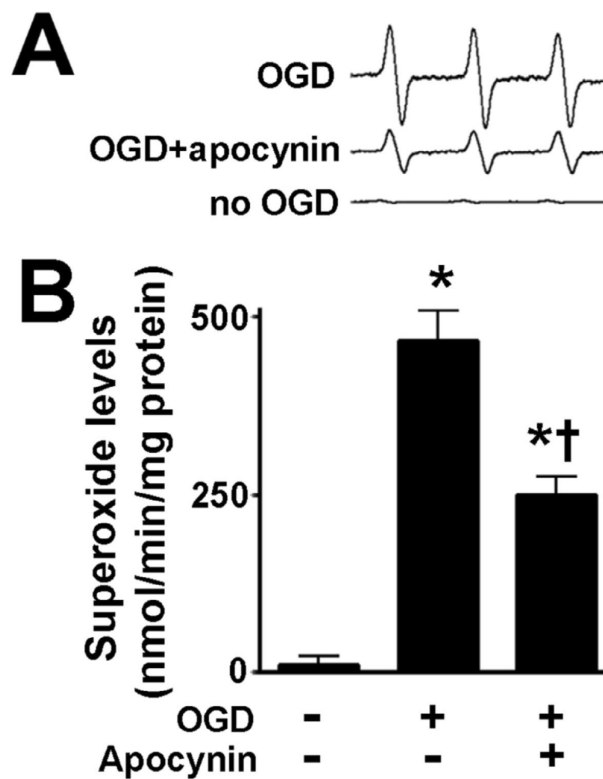 A
OGD
OGD+apocynin
no OGD
B
Superoxide levels
(nmol/min/mg protein)
500
250
0
*
*†
OGD - + +
Apocynin - - +